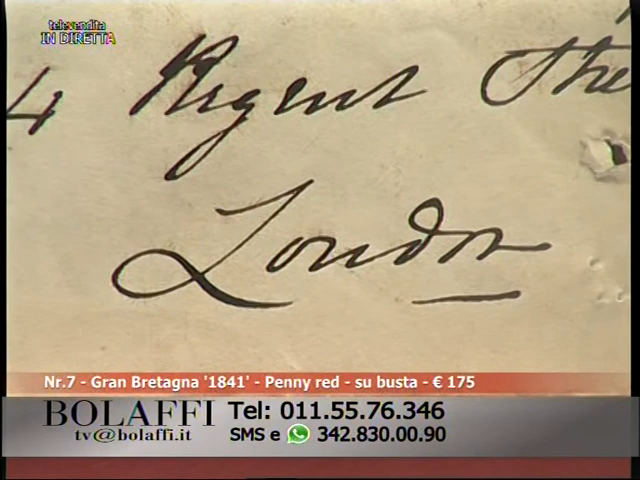 televendita
IN DIRETTA
4 Regent Stre
London
Nr.7 - Gran Bretagna '1841' - Penny red - su busta - € 175
BOLAFFI
tv@bolaffi.it
Tel: 011.55.76.346
SMS e 342.830.00.90